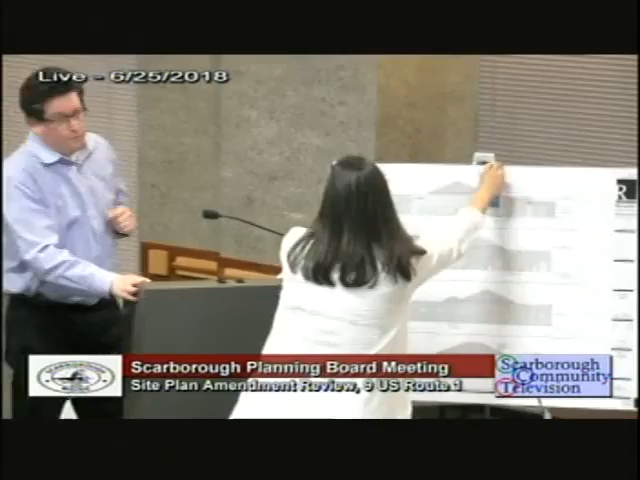 Live - 6/25/2018
R
Scarborough Planning Board Meeting
Site Plan Amendment Review, 9 US Route 1
Scarborough
Community
Television